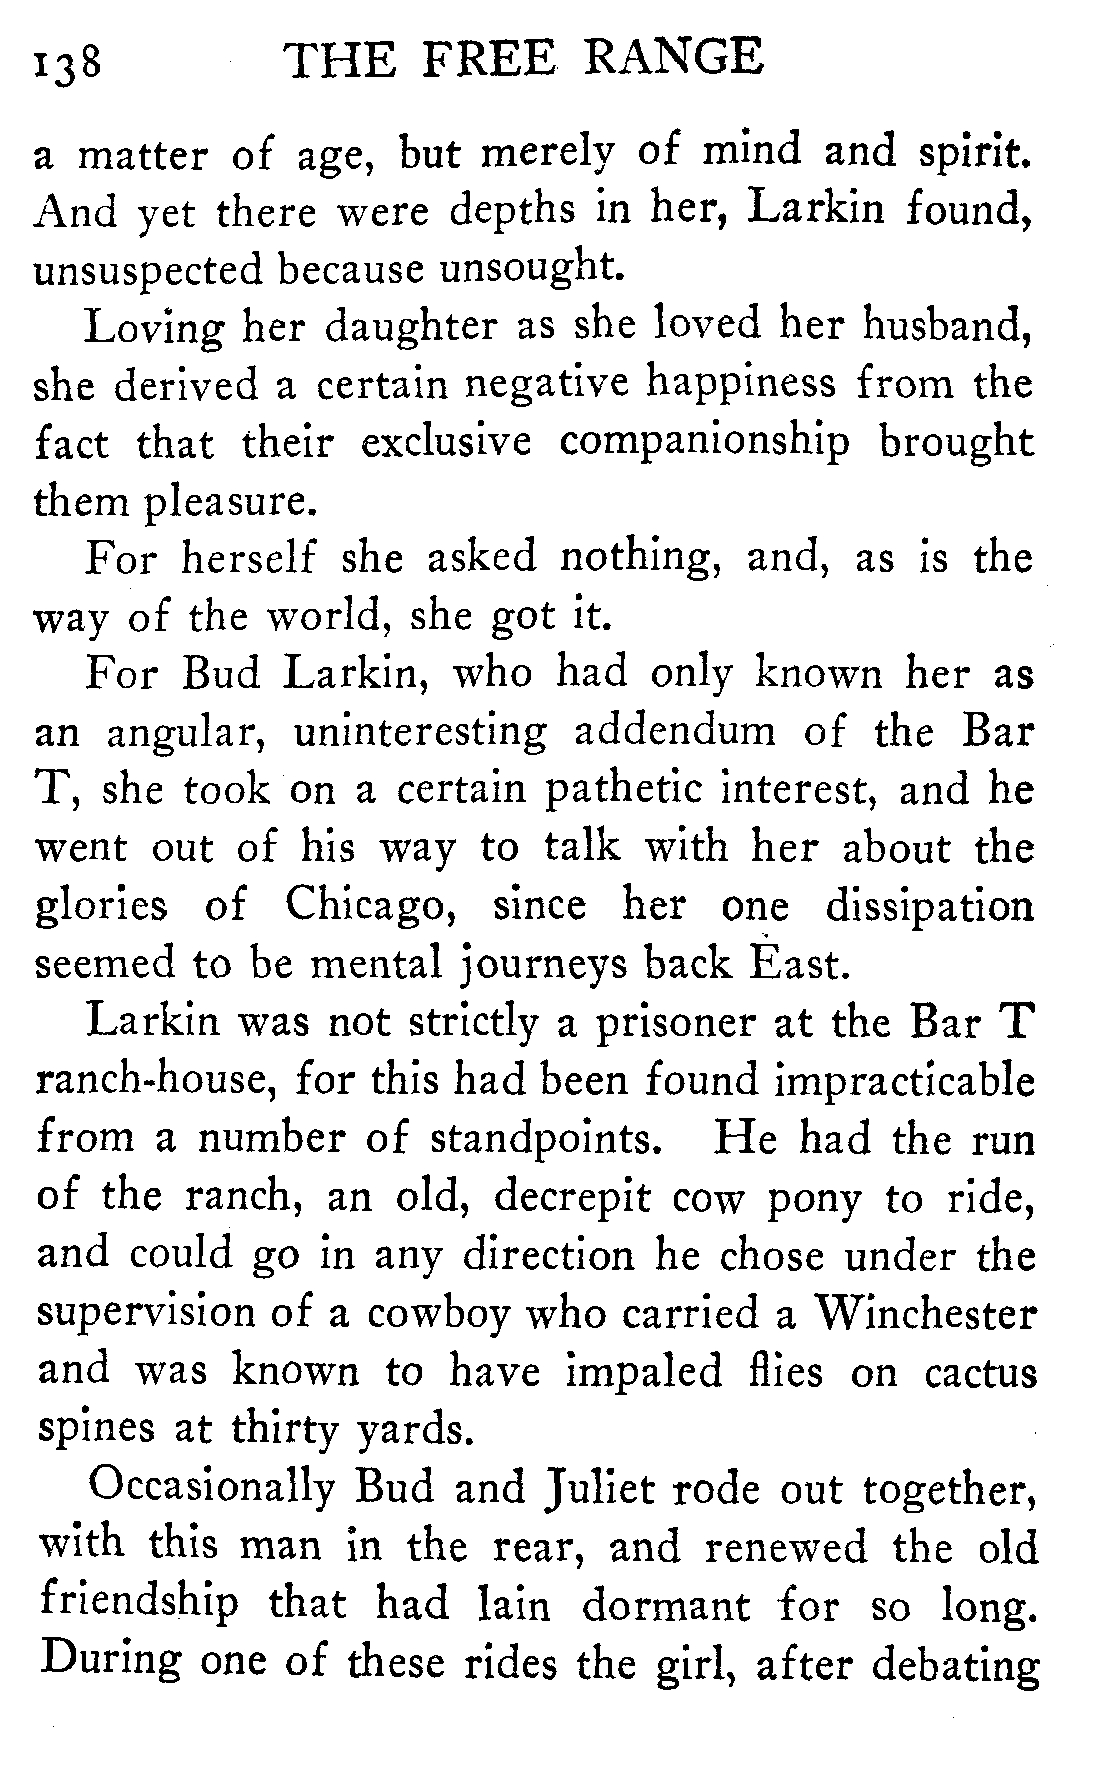 138 THE FREE RANGE
a matter of age, but merely of mind and spirit.
And yet there were depths in her, Larkin found,
unsuspected because unsought.
Loving her daughter as she loved her husband,
she derived a certain negative happiness from the
fact that their exclusive companionship brought
them pleasure.
For herself she asked nothing, and, as is the
way of the world, she got it.
For Bud Larkin, who had only known her as
an angular, uninteresting addendum of the Bar
T, she took on a certain pathetic interest, and he
went out of his way to talk with her about the
glories of Chicago, since her one dissipation
seemed to be mental journeys back East.
Larkin was not strictly a prisoner at the Bar T
ranch-house, for this had been found impracticable
from a number of standpoints. He had the run
of the ranch, an old, decrepit cow pony to ride,
and could go in any direction he chose under the
supervision of a cowboy who carried a Winchester
and was known to have impaled flies on cactus
spines at thirty yards.
Occasionally Bud and Juliet rode out together,
with this man in the rear, and renewed the old
friendship that had lain dormant for so long.
During one of these rides the girl, after debating